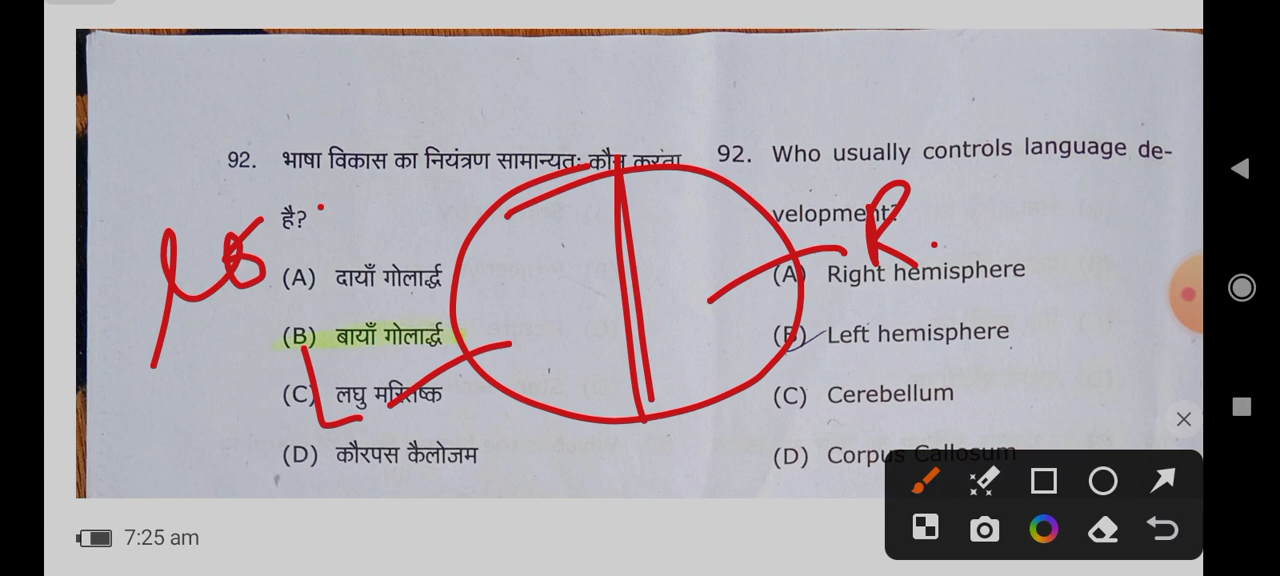 92. भाषा विकास का नियंत्रण सामान्यतः कौन करता
है?
(A) दायाँ गोलार्द्ध
(B) बायाँ गोलार्द्ध
(C) लघु मस्तिष्क
(D) कौरपस कैलोजम
92. Who usually controls language de-
velopment?
(A) Right hemisphere
(B) Left hemisphere
(C) Cerebellum
(D) Corpus Callosum
R.
L
7:25 am